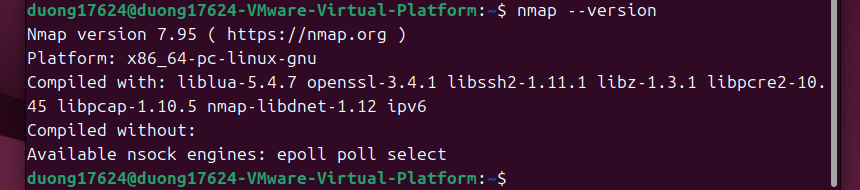 duong17624@duong17624-VMware-Virtual-Platform:~$ nmap --version
Nmap version 7.95 ( https://nmap.org )
Platform: x86_64-pc-linux-gnu
Compiled with: liblua-5.4.7 openssl-3.4.1 libssh2-1.11.1 libz-1.3.1 libpcre2-10.
45 libpcap-1.10.5 nmap-libdnet-1.12 ipv6
Compiled without:
Available nsock engines: epoll poll select
duong17624@duong17624-VMware-Virtual-Platform:~$